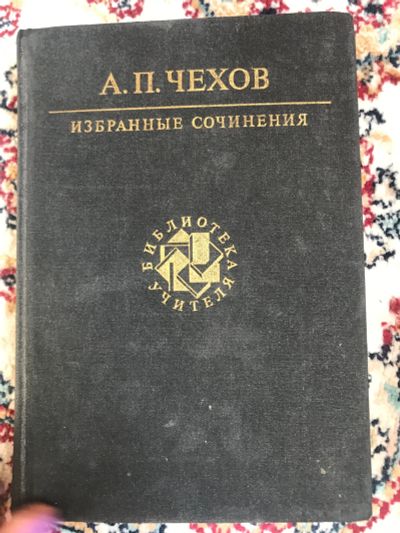 А. П. ЧЕХОВ
ИЗБРАННЫЕ СОЧИНЕНИЯ
БИБЛИОТЕКА
УЧИТЕЛЯ